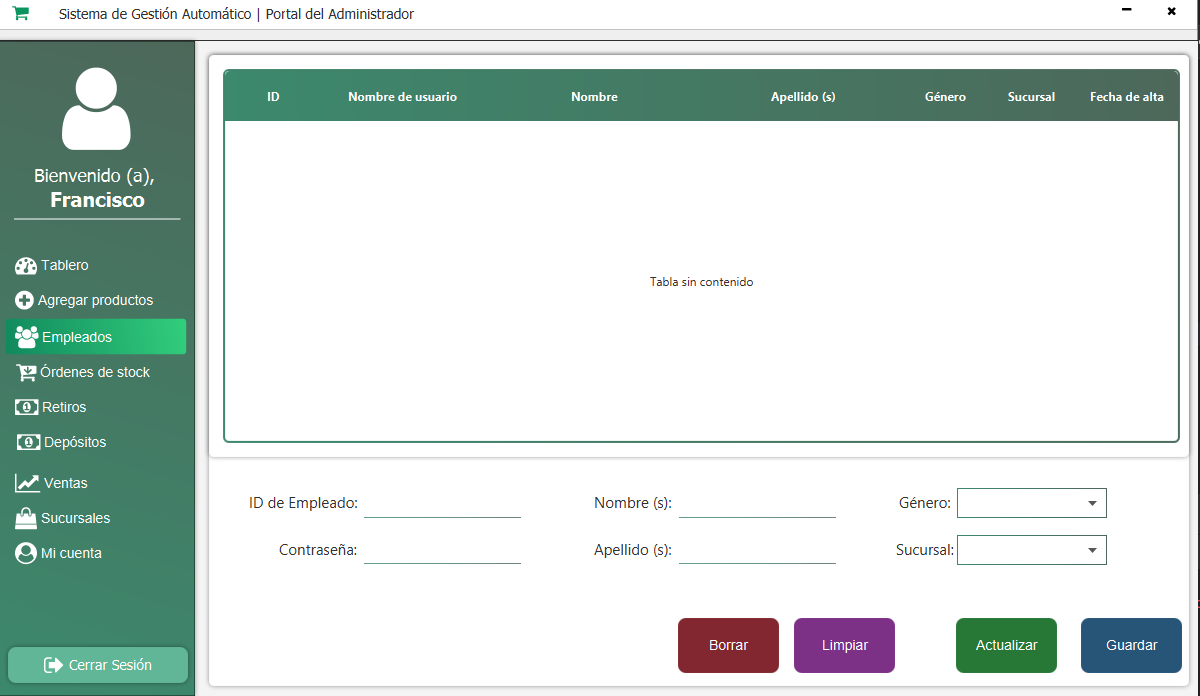 Sistema de Gestión Automático | Portal del Administrador
Bienvenido (a),
Francisco
Tablero
Agregar productos
Empleados
Órdenes de stock
Retiros
Depósitos
Ventas
Sucursales
Mi cuenta
Cerrar Sesión
ID Nombre de usuario Nombre Apellido (s) Género Sucursal Fecha de alta
Tabla sin contenido
ID de Empleado: Nombre (s): Género:
Contraseña: Apellido (s): Sucursal:
Borrar Limpiar Actualizar Guardar